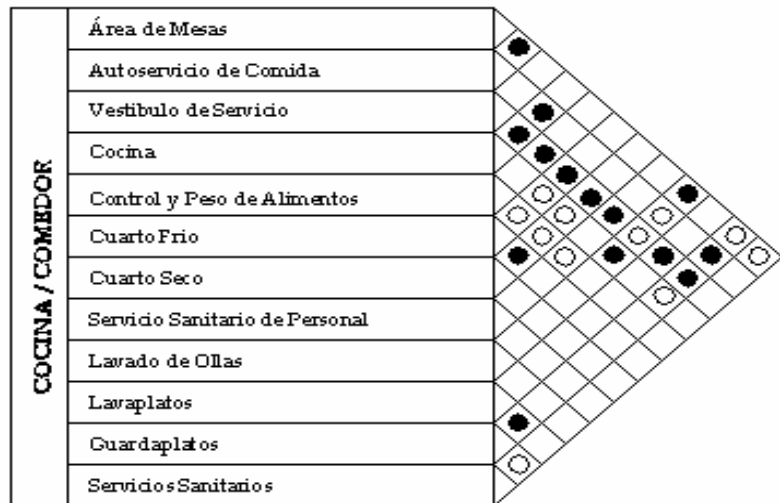 COCINA / COMEDOR
Área de Mesas
Autoservicio de Comida
Vestíbulo de Servicio
Cocina
Control y Peso de Alimentos
Cuarto Frio
Cuarto Seco
Servicio Sanitario de Personal
Lavado de Ollas
Lavaplatos
Guardaplatos
Servicios Sanitarios